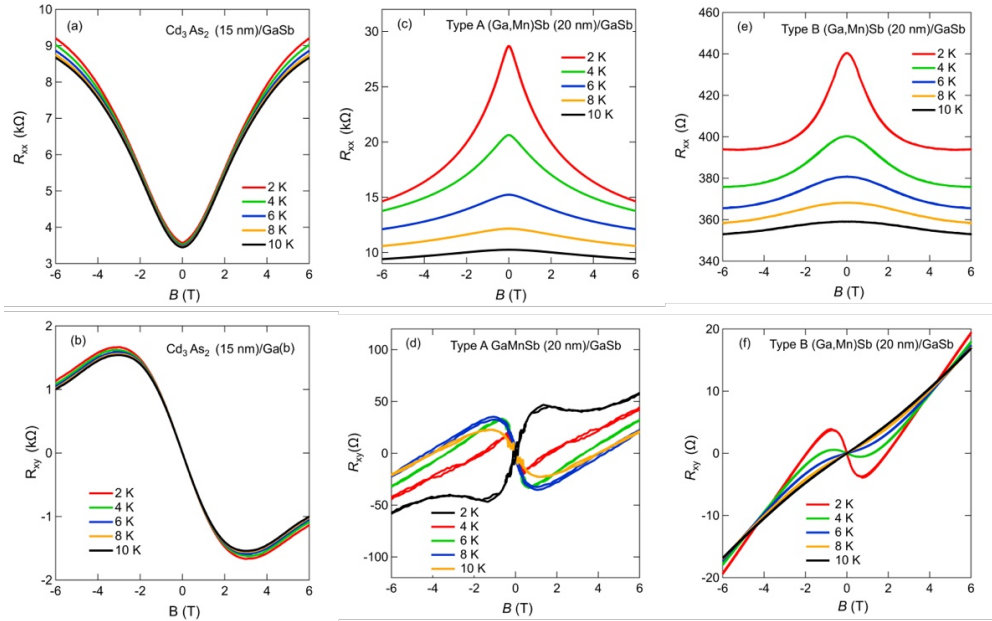 (a)
Cd3As2 (15 nm)/GaSb
Rxx (kΩ)
10
9
8
7
6
5
4
3
2 K
4 K
6 K
8 K
10 K
-6 -4 -2 0 2 4 6
B (T)
(c)
Type A (Ga,Mn)Sb (20 nm)/GaSb
Rxx (kΩ)
30
25
20
15
10
2 K
4 K
6 K
8 K
10 K
-6 -4 -2 0 2 4 6
B (T)
(e)
Type B (Ga,Mn)Sb (20 nm)/GaSb
Rxx (Ω)
460
440
420
400
380
360
340
2 K
4 K
6 K
8 K
10 K
-6 -4 -2 0 2 4 6
B (T)
(b)
Cd3As2 (15 nm)/Ga(b)
Rxy (kΩ)
2
1
0
-1
-2
2 K
4 K
6 K
8 K
10 K
-6 -4 -2 0 2 4 6
B (T)
(d)
Type A GaMnSb (20 nm)/GaSb
Rxy(Ω)
100
50
0
-50
-100
2 K
4 K
6 K
8 K
10 K
-6 -4 -2 0 2 4 6
B (T)
(f)
Type B (Ga,Mn)Sb (20 nm)/GaSb
Rxy (Ω)
20
10
0
-10
-20
2 K
4 K
6 K
8 K
10 K
-6 -4 -2 0 2 4 6
B (T)